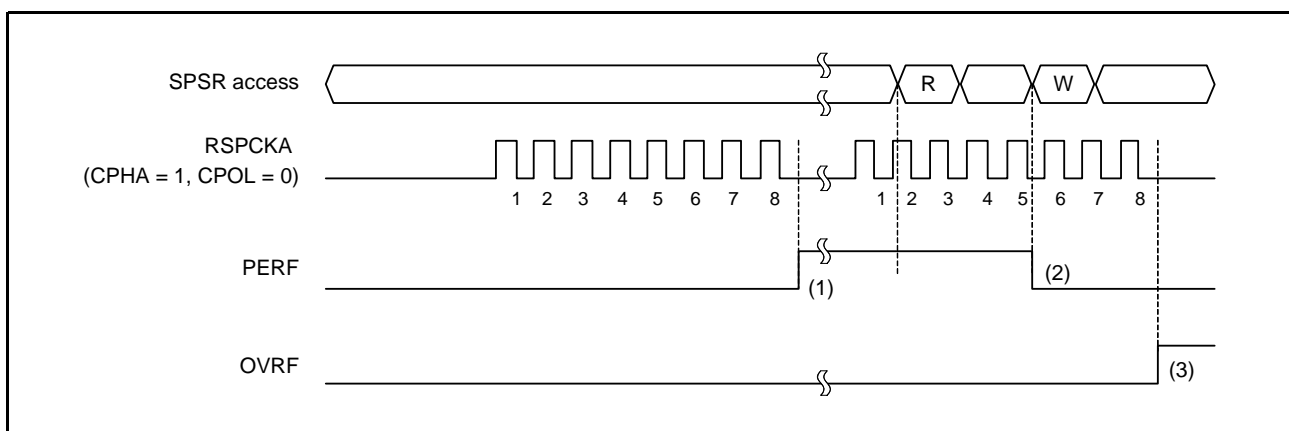 SPSR access R W
RSPCKA
(CPHA = 1, CPOL = 0)
1 2 3 4 5 6 7 8 1 2 3 4 5 6 7 8
PERF (1) (2)
OVRF (3)